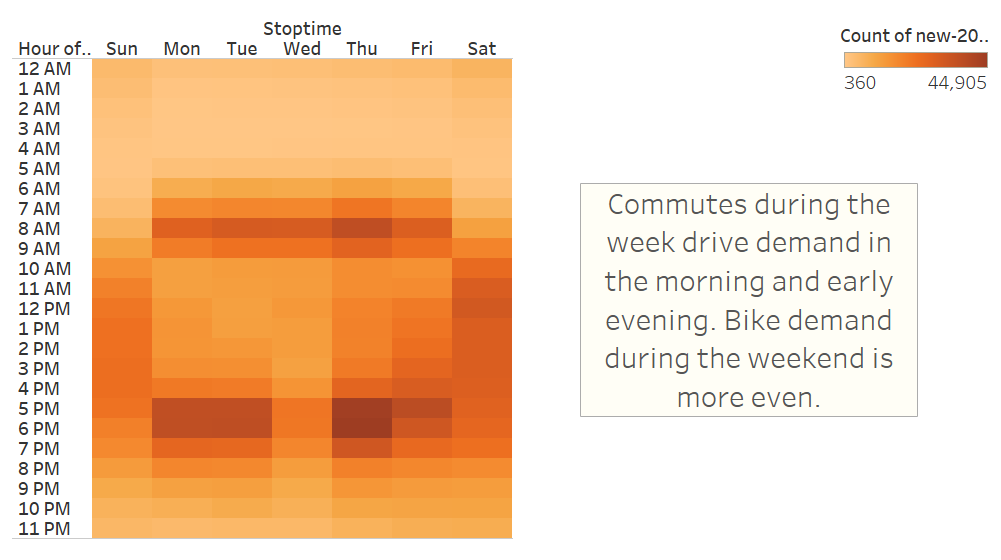 Stoptime
Hour of.. Sun Mon Tue Wed Thu Fri Sat
12 AM
1 AM
2 AM
3 AM
4 AM
5 AM
6 AM
7 AM
8 AM
9 AM
10 AM
11 AM
12 PM
1 PM
2 PM
3 PM
4 PM
5 PM
6 PM
7 PM
8 PM
9 PM
10 PM
11 PM
Count of new-20..
360 44,905
Commutes during the
week drive demand in
the morning and early
evening. Bike demand
during the weekend is
more even.